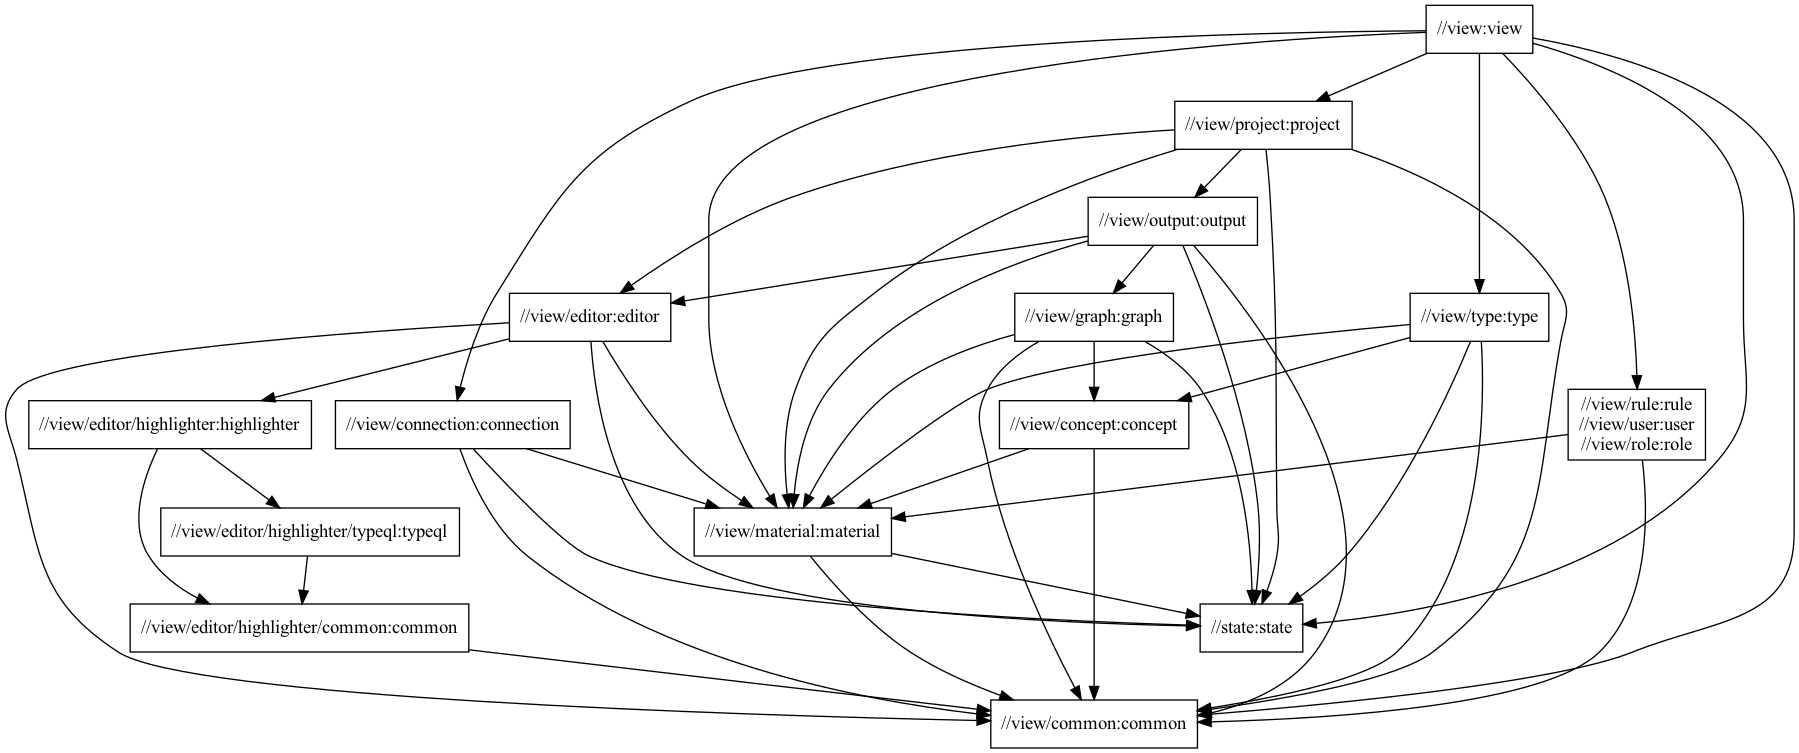 //view:view
//view/project:project
//view/output:output
//view/editor:editor
//view/graph:graph
//view/type:type
//view/editor/highlighter:highlighter
//view/connection:connection
//view/concept:concept
//view/rule:rule
//view/user:user
//view/role:role
//view/editor/highlighter/typeql:typeql
//view/material:material
//view/editor/highlighter/common:common
//state:state
//view/common:common